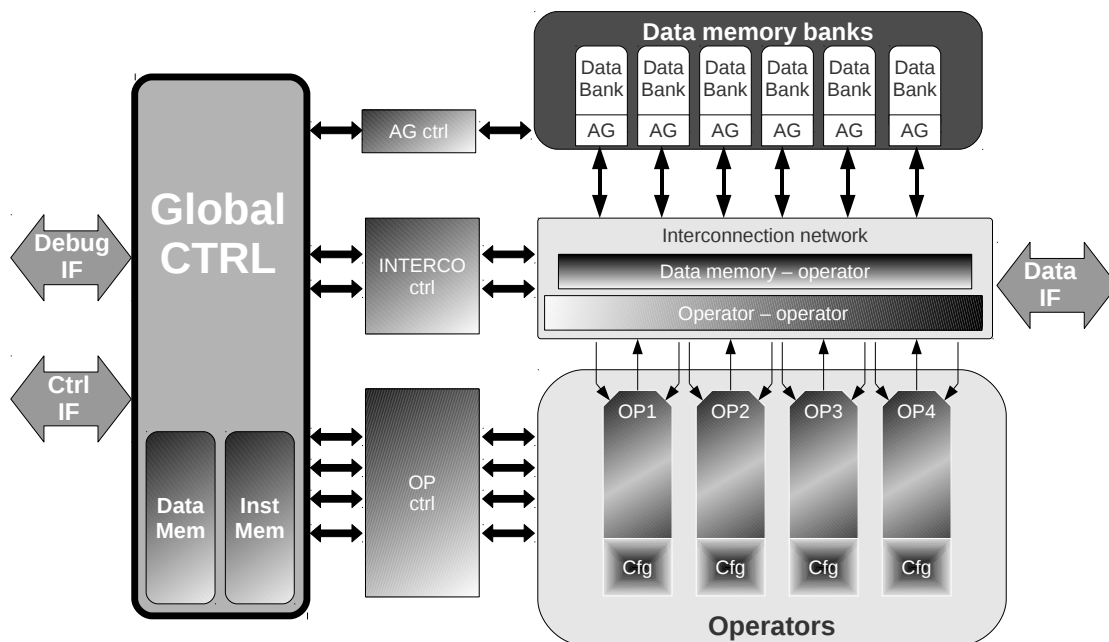 Data memory banks
Data
Bank
AG
Data
Bank
AG
Data
Bank
AG
Data
Bank
AG
Data
Bank
AG
Data
Bank
AG
AG ctrl
Global
CTRL
Debug
IF
Ctrl
IF
Data
Mem
Inst
Mem
INTERCO
ctrl
Interconnection network
Data memory – operator
Operator – operator
Data
IF
OP
ctrl
OP1
OP2
OP3
OP4
Cfg
Cfg
Cfg
Cfg
Operators